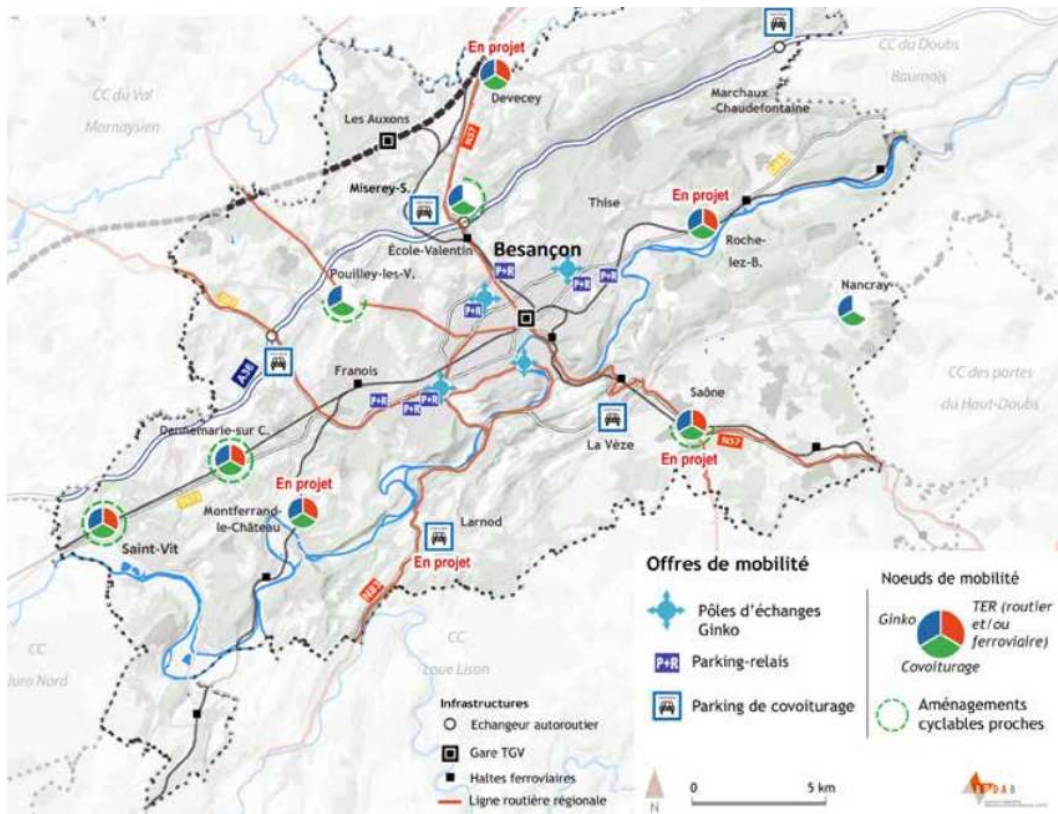 En projet
Devecey
CC du Doubs
Baumois
CC du Val
Marnaysien
Marchaux
-Chaudefontaine
Les Auxons
N57
Miserey-S.
Thise
En projet
École-Valentin
Besançon
Roche-
lez-B.
P+R
P+R
P+R
Pouilley-les-V.
P+R
Nancray
A36
Franois
P+R
P+R
P+R
Saône
CC des portes
du Haut-Doubs
Dannemarie-sur C.
La Vèze
N57
En projet
En projet
Montferrand-
le-Château
Saint-Vit
Larnod
En projet
N83
CC
Jura Nord
CC
Loue Lison
Offres de mobilité
Pôles d'échanges
Ginko
P+R
Parking-relais
Parking de covoiturage
Noeuds de mobilité
Ginko
TER (routier
et/ou
ferroviaire)
Covoiturage
Aménagements
cyclables proches
Infrastructures
Echangeur autoroutier
Gare TGV
Haltes ferroviaires
Ligne routière régionale
N
0
5 km